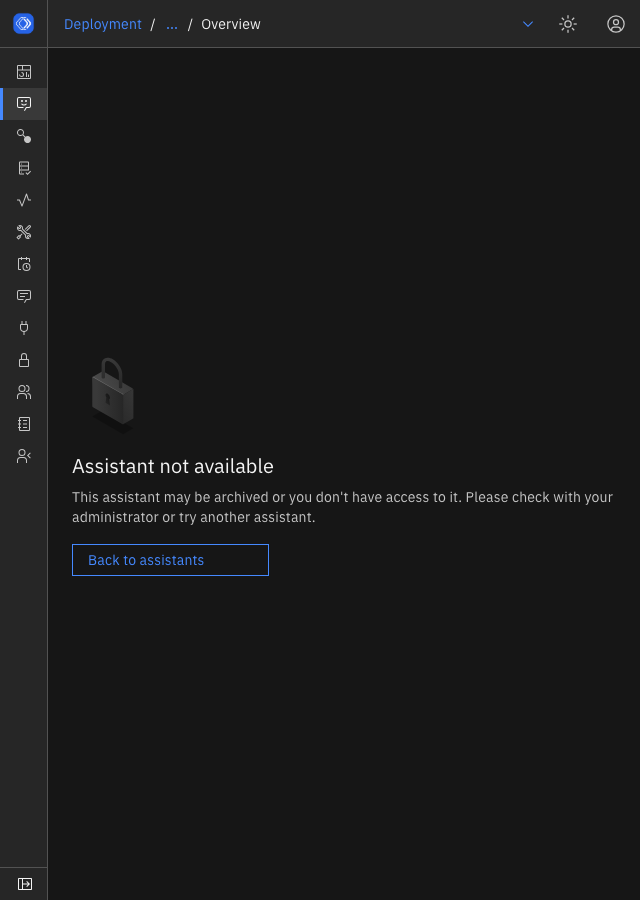 Deployment / ... / Overview
Assistant not available
This assistant may be archived or you don't have access to it. Please check with your
administrator or try another assistant.
Back to assistants